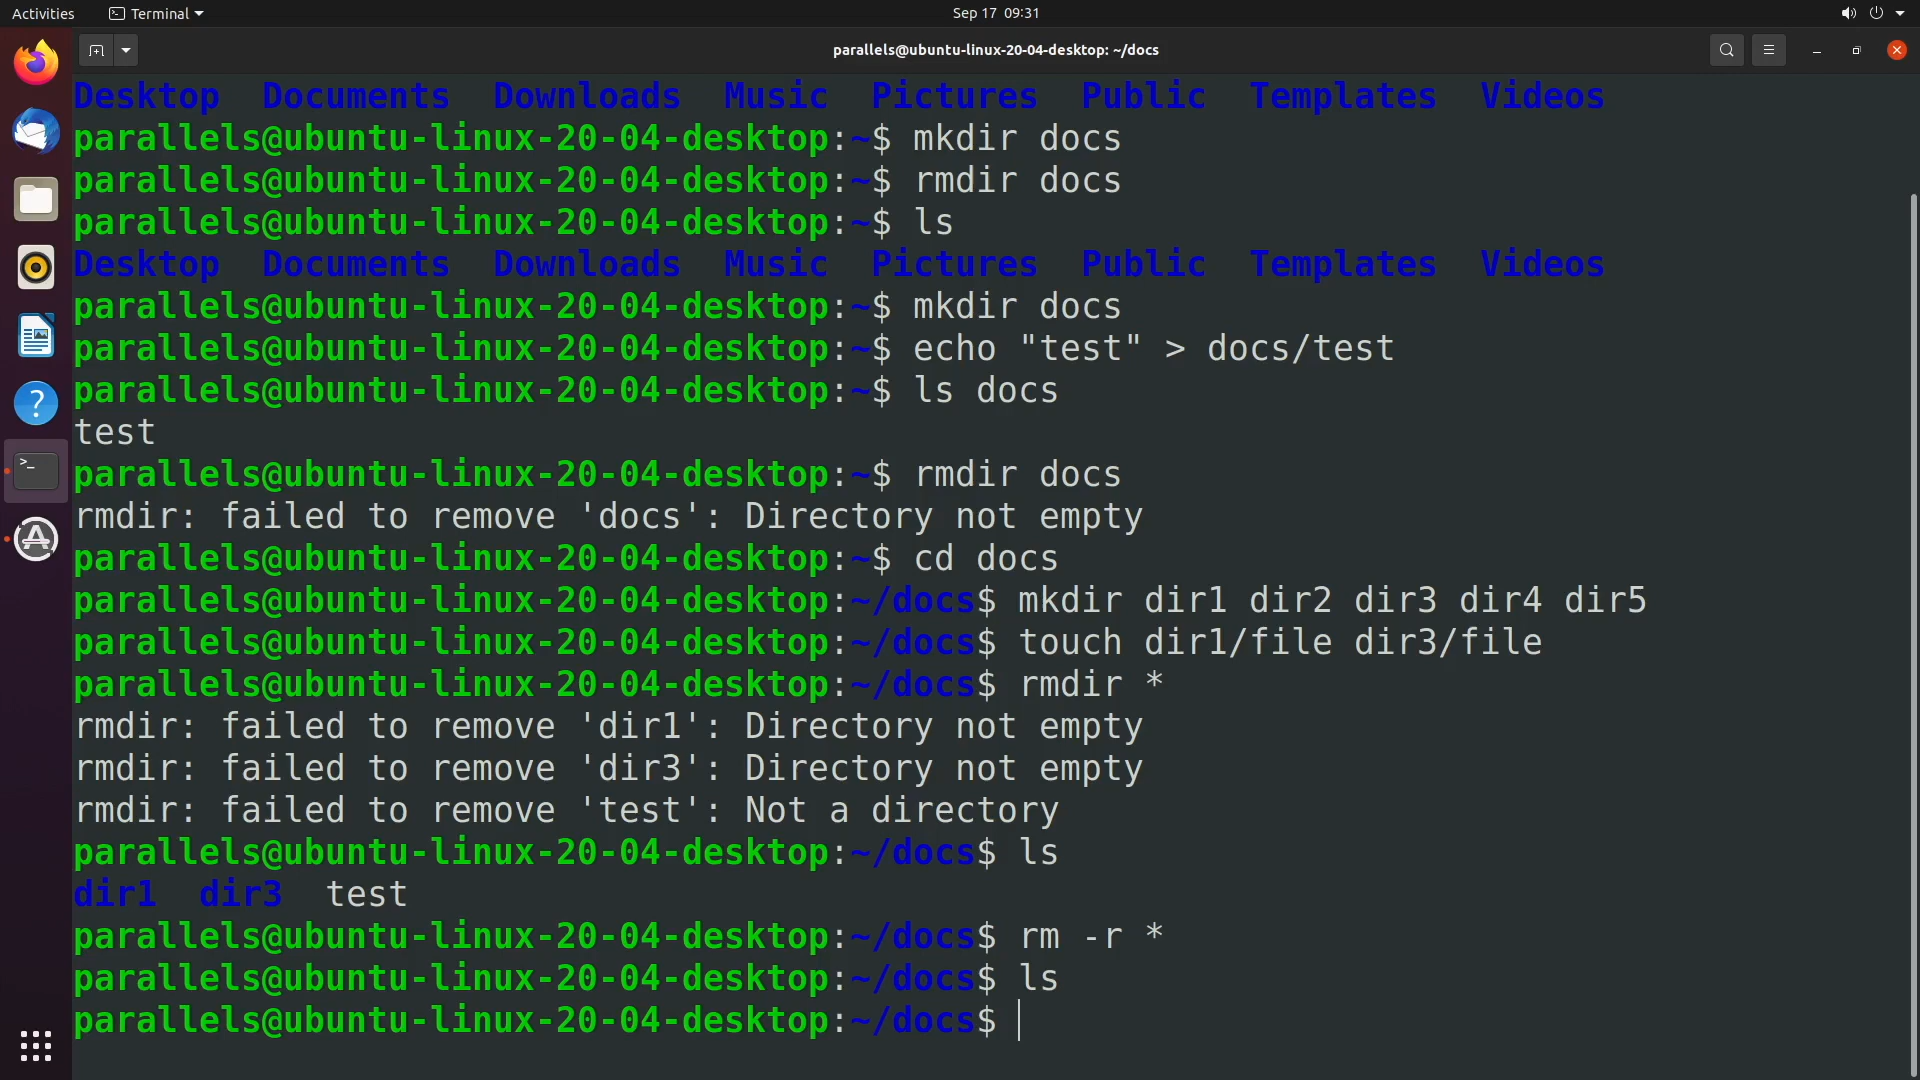 Activities Terminal Sep 17 09:31
parallels@ubuntu-linux-20-04-desktop: ~/docs
Desktop Documents Downloads Music Pictures Public Templates Videos
parallels@ubuntu-linux-20-04-desktop:~$ mkdir docs
parallels@ubuntu-linux-20-04-desktop:~$ rmdir docs
parallels@ubuntu-linux-20-04-desktop:~$ ls
Desktop Documents Downloads Music Pictures Public Templates Videos
parallels@ubuntu-linux-20-04-desktop:~$ mkdir docs
parallels@ubuntu-linux-20-04-desktop:~$ echo "test" > docs/test
parallels@ubuntu-linux-20-04-desktop:~$ ls docs
test
parallels@ubuntu-linux-20-04-desktop:~$ rmdir docs
rmdir: failed to remove 'docs': Directory not empty
parallels@ubuntu-linux-20-04-desktop:~$ cd docs
parallels@ubuntu-linux-20-04-desktop:~/docs$ mkdir dir1 dir2 dir3 dir4 dir5
parallels@ubuntu-linux-20-04-desktop:~/docs$ touch dir1/file dir3/file
parallels@ubuntu-linux-20-04-desktop:~/docs$ rmdir *
rmdir: failed to remove 'dir1': Directory not empty
rmdir: failed to remove 'dir3': Directory not empty
rmdir: failed to remove 'test': Not a directory
parallels@ubuntu-linux-20-04-desktop:~/docs$ ls
dir1 dir3 test
parallels@ubuntu-linux-20-04-desktop:~/docs$ rm -r *
parallels@ubuntu-linux-20-04-desktop:~/docs$ ls
parallels@ubuntu-linux-20-04-desktop:~/docs$